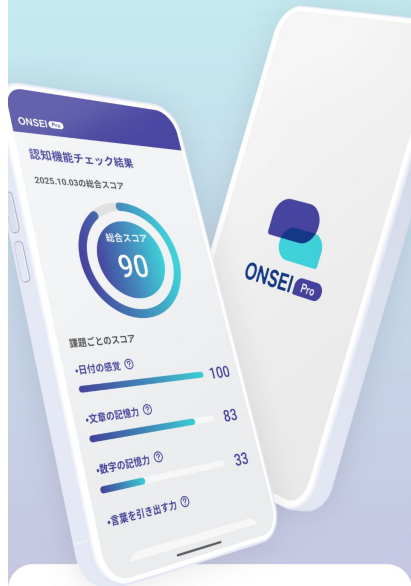 ONSEI Pro
認知機能チェック結果
2025.10.03の総合スコア
総合スコア
90
課題ごとのスコア
•日付の感覚 ?
100
•文章の記憶力 ?
83
•数字の記憶力 ?
33
•言葉を引き出す力 ?
ONSEI Pro